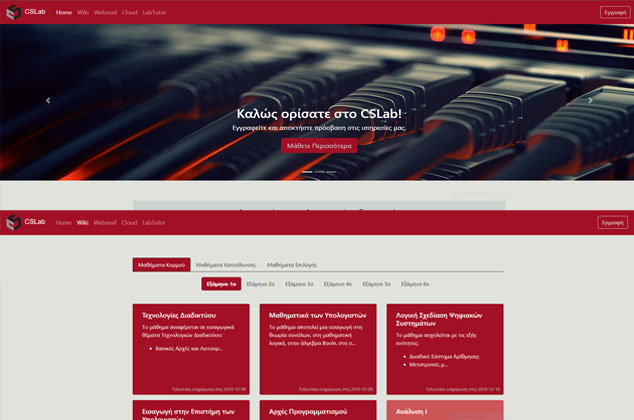 CSLab Home Wiki Webmail Cloud LabTutor Εγγραφή
Καλώς ορίσατε στο CSLab!
Εγγραφείτε και αποκτήστε πρόσβαση στις υπηρεσίες μας.
Μάθετε Περισσότερα
CSLab Home Wiki Webmail Cloud LabTutor Εγγραφή
Μαθήματα Κορμού Μαθήματα Κατεύθυνσης Μαθήματα Επιλογής
Εξάμηνο 1ο Εξάμηνο 2ο Εξάμηνο 3ο Εξάμηνο 4ο Εξάμηνο 5ο Εξάμηνο 6ο
Τεχνολογίες Διαδικτύου
Το μάθημα αναφέρεται σε εισαγωγικά
θέματα Τεχνολογιών Διαδικτύου:
• Βασικές Αρχές και Λειτουρ...
Τελευταία ενημέρωση στις 2019-12-09
Μαθηματικά των Υπολογιστών
Το μάθημα αποτελεί μια εισαγωγή στη
θεωρία συνόλων, στη μαθηματική
λογική, στην άλγεβρα Boole, στη σ...
Τελευταία ενημέρωση στις 2019-12-08
Λογική Σχεδίαση Ψηφιακών
Συστημάτων
Το μάθημα ασχολείται με τις εξής
ενότητες:
• Δυαδικό Σύστημα Αρίθμησης
• Μετατροπές μ...
Τελευταία ενημέρωση στις 2019-12-10
Εισαγωγή στην Επιστήμη των
Υπολογιστών
Αρχές Προγραμματισμού
Ανάλυση Ι